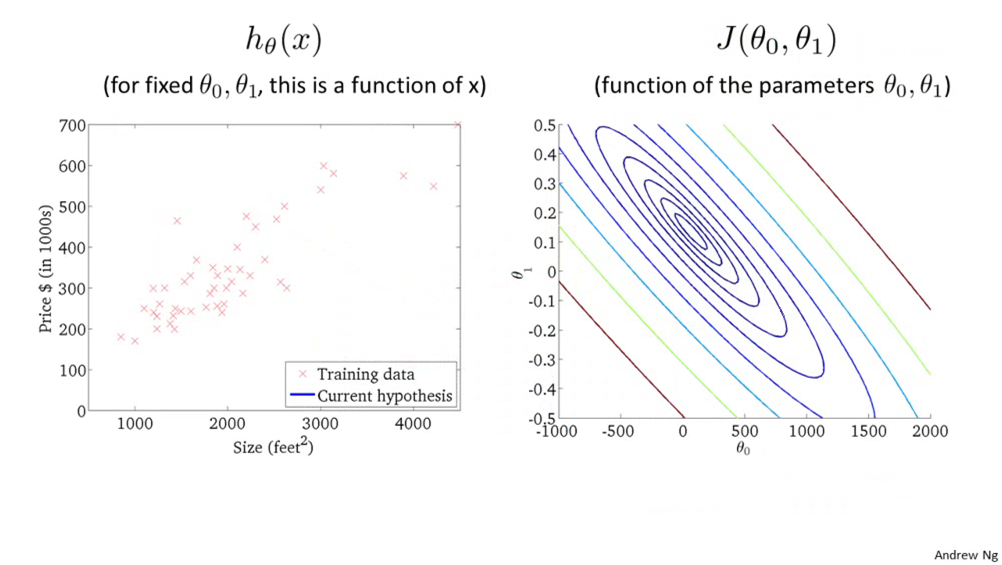 hθ(x)
(for fixed θ0, θ1, this is a function of x)
700
600
500
400
300
200
100
0
Price $ (in 1000s)
Training data
Current hypothesis
1000
2000
3000
4000
Size (feet²)
J(θ0, θ1)
(function of the parameters θ0, θ1)
0.5
0.4
0.3
0.2
0.1
0
-0.1
-0.2
-0.3
-0.4
-0.5
θ1
-1000
-500
0
500
1000
1500
2000
θ0
Andrew Ng